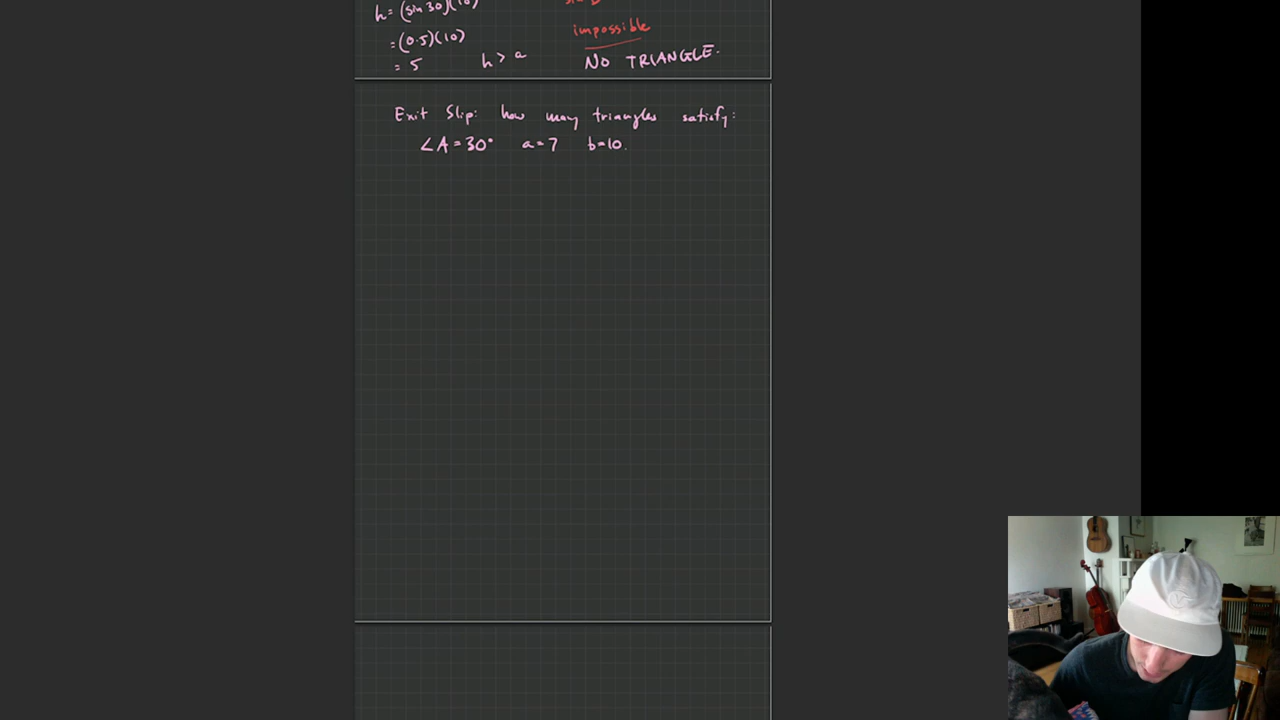 h = (sin 30)(10)
= (0.5)(10)
= 5
h > a
impossible
NO TRIANGLE.
Exit Slip: how many triangles satisfy:
∠A = 30° a = 7 b = 10.